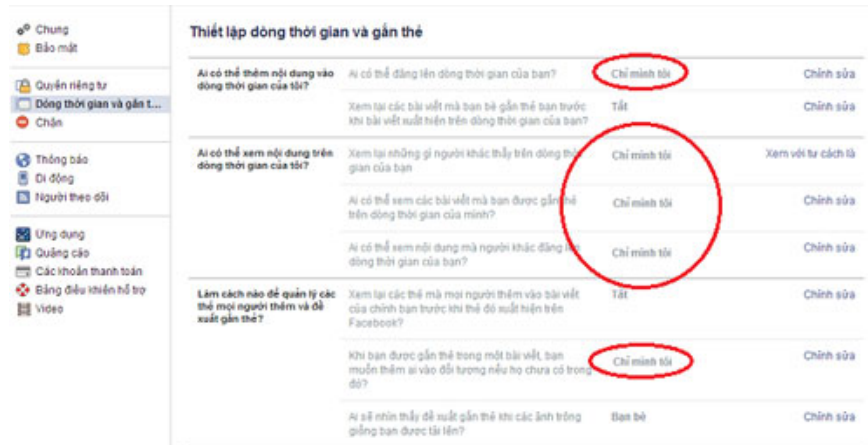 Chung
Bảo mật
Quyền riêng tư
Dòng thời gian và gắn t...
Chặn
Thông báo
Di động
Người theo dõi
Ứng dụng
Quảng cáo
Các khoản thanh toán
Bảng điều khiển hỗ trợ
Video
Thiết lập dòng thời gian và gắn thẻ
Ai có thể thêm nội dung vào
dòng thời gian của tôi?
Ai có thể đăng lên dòng thời gian của bạn?
Chỉ mình tôi
Chỉnh sửa
Xem lại các bài viết mà bạn bè gắn thẻ bạn trước
khi bài viết xuất hiện trên dòng thời gian của bạn?
Tắt
Chỉnh sửa
Ai có thể xem nội dung trên
dòng thời gian của tôi?
Xem lại những gì người khác thấy trên dòng thời
gian của bạn
Chỉ mình tôi
Xem với tư cách là
Ai có thể xem các bài viết mà bạn được gắn thẻ
trên dòng thời gian của mình?
Chỉ mình tôi
Chỉnh sửa
Ai có thể xem nội dung mà người khác đăng lên
dòng thời gian của bạn?
Chỉ mình tôi
Chỉnh sửa
Làm cách nào để quản lý các
thẻ mọi người thêm và đề
xuất gắn thẻ?
Xem lại các thẻ mà mọi người thêm vào bài viết
của chính bạn trước khi thẻ đó xuất hiện trên
Facebook?
Tắt
Chỉnh sửa
Khi bạn được gắn thẻ trong một bài viết, bạn
muốn thêm ai vào đối tượng nếu họ chưa có trong
đó?
Chỉ mình tôi
Chỉnh sửa
Ai sẽ nhìn thấy đề xuất gắn thẻ khi các ảnh trông
giống bạn được tải lên?
Bạn bè
Chỉnh sửa